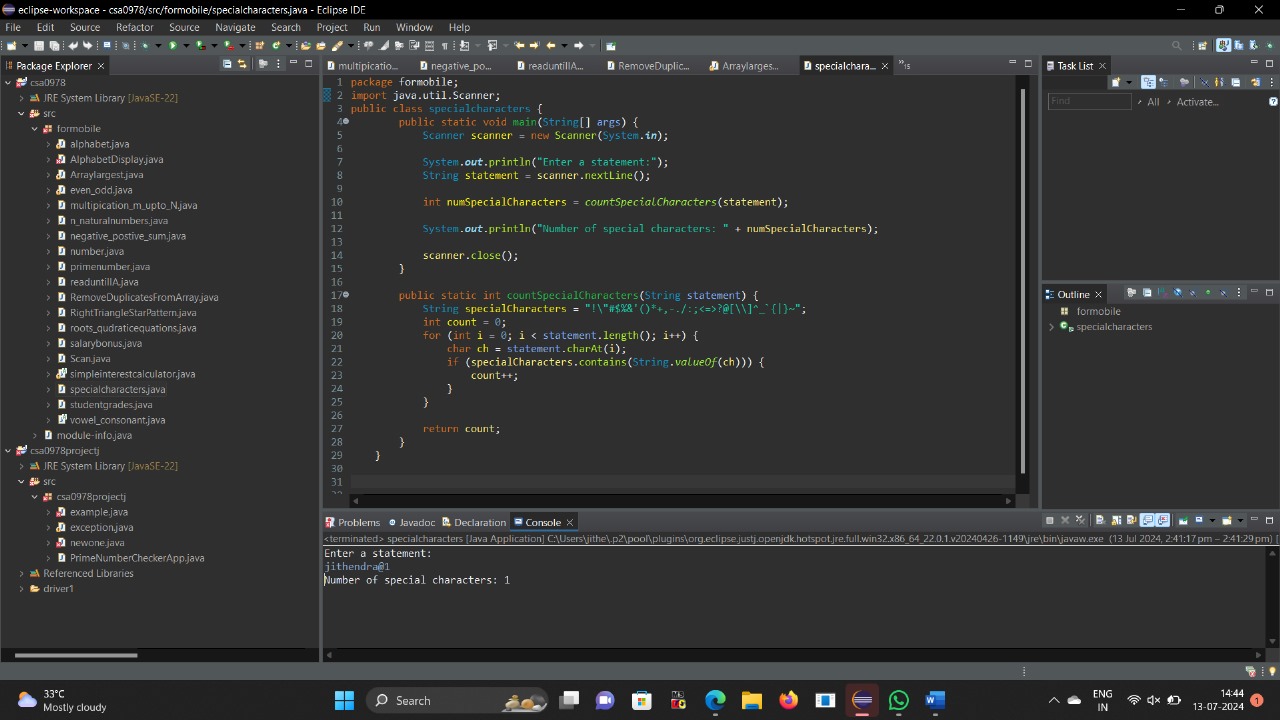 eclipse-workspace - csa0978/src/formobile/specialcharacters.java - Eclipse IDE
File Edit Source Refactor Source Navigate Search Project Run Window Help
Package Explorer
csa0978
JRE System Library [JavaSE-22]
src
formobile
alphabet.java
AlphabetDisplay.java
Arraylargest.java
even_odd.java
multipication_m_upto_N.java
n_naturalnumbers.java
negative_postive_sum.java
number.java
primenumber.java
readuntillA.java
RemoveDuplicatesFromArray.java
RightTriangleStarPattern.java
roots_qudraticequations.java
salarybonus.java
Scan.java
simpleinterestcalculator.java
specialcharacters.java
studentgrades.java
vowel_consonant.java
module-info.java
csa0978projectj
JRE System Library [JavaSE-22]
src
csa0978projectj
example.java
exception.java
newone.java
PrimeNumberCheckerApp.java
Referenced Libraries
driver1
multipicatio... negative_po... readuntillA... RemoveDuplic... Arraylarges... specialchara... 15
1 package formobile;
2 import java.util.Scanner;
3 public class specialcharacters {
4 public static void main(String[] args) {
5 Scanner scanner = new Scanner(System.in);
6
7 System.out.println("Enter a statement:");
8 String statement = scanner.nextLine();
9
10 int numSpecialCharacters = countSpecialCharacters(statement);
11
12 System.out.println("Number of special characters: " + numSpecialCharacters);
13
14 scanner.close();
15 }
16
17 public static int countSpecialCharacters(String statement) {
18 String specialCharacters = "!\"#$%&'()*+,-./:;<=>?@[\\]^_`{|}~";
19 int count = 0;
20 for (int i = 0; i < statement.length(); i++) {
21 char ch = statement.charAt(i);
22 if (specialCharacters.contains(String.valueOf(ch))) {
23 count++;
24 }
25 }
26
27 return count;
28 }
29 }
30
31
Task List
Find All Activate...
Outline
formobile
specialcharacters
Problems Javadoc Declaration Console
<terminated> specialcharacters [Java Application] C:\Users\jithe\.p2\pool\plugins\org.eclipse.justj.openjdk.hotspot.jre.full.win32.x86_64_22.0.1.v20240426-1149\jre\bin\javaw.exe (13 Jul 2024, 2:41:17 pm – 2:41:29 pm) [
Enter a statement:
jithendra@1
Number of special characters: 1
33°C
Mostly cloudy
Search
ENG
IN
14:44
13-07-2024
1